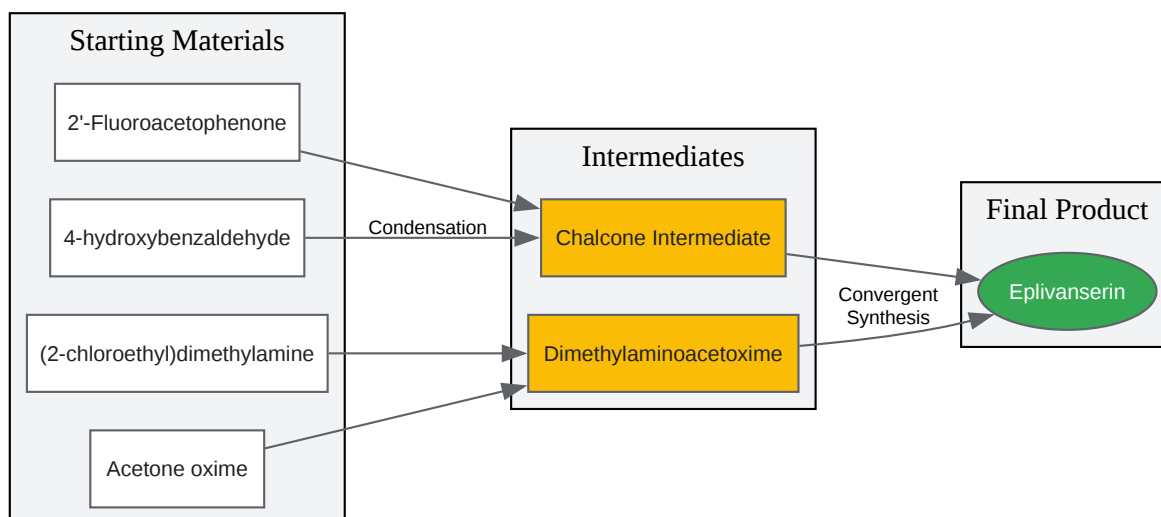 Starting Materials
2'-Fluoroacetophenone
4-hydroxybenzaldehyde
(2-chloroethyl)dimethylamine
Acetone oxime
Condensation
Intermediates
Chalcone Intermediate
Dimethylaminoacetoxime
Convergent
Synthesis
Final Product
Eplivanserin